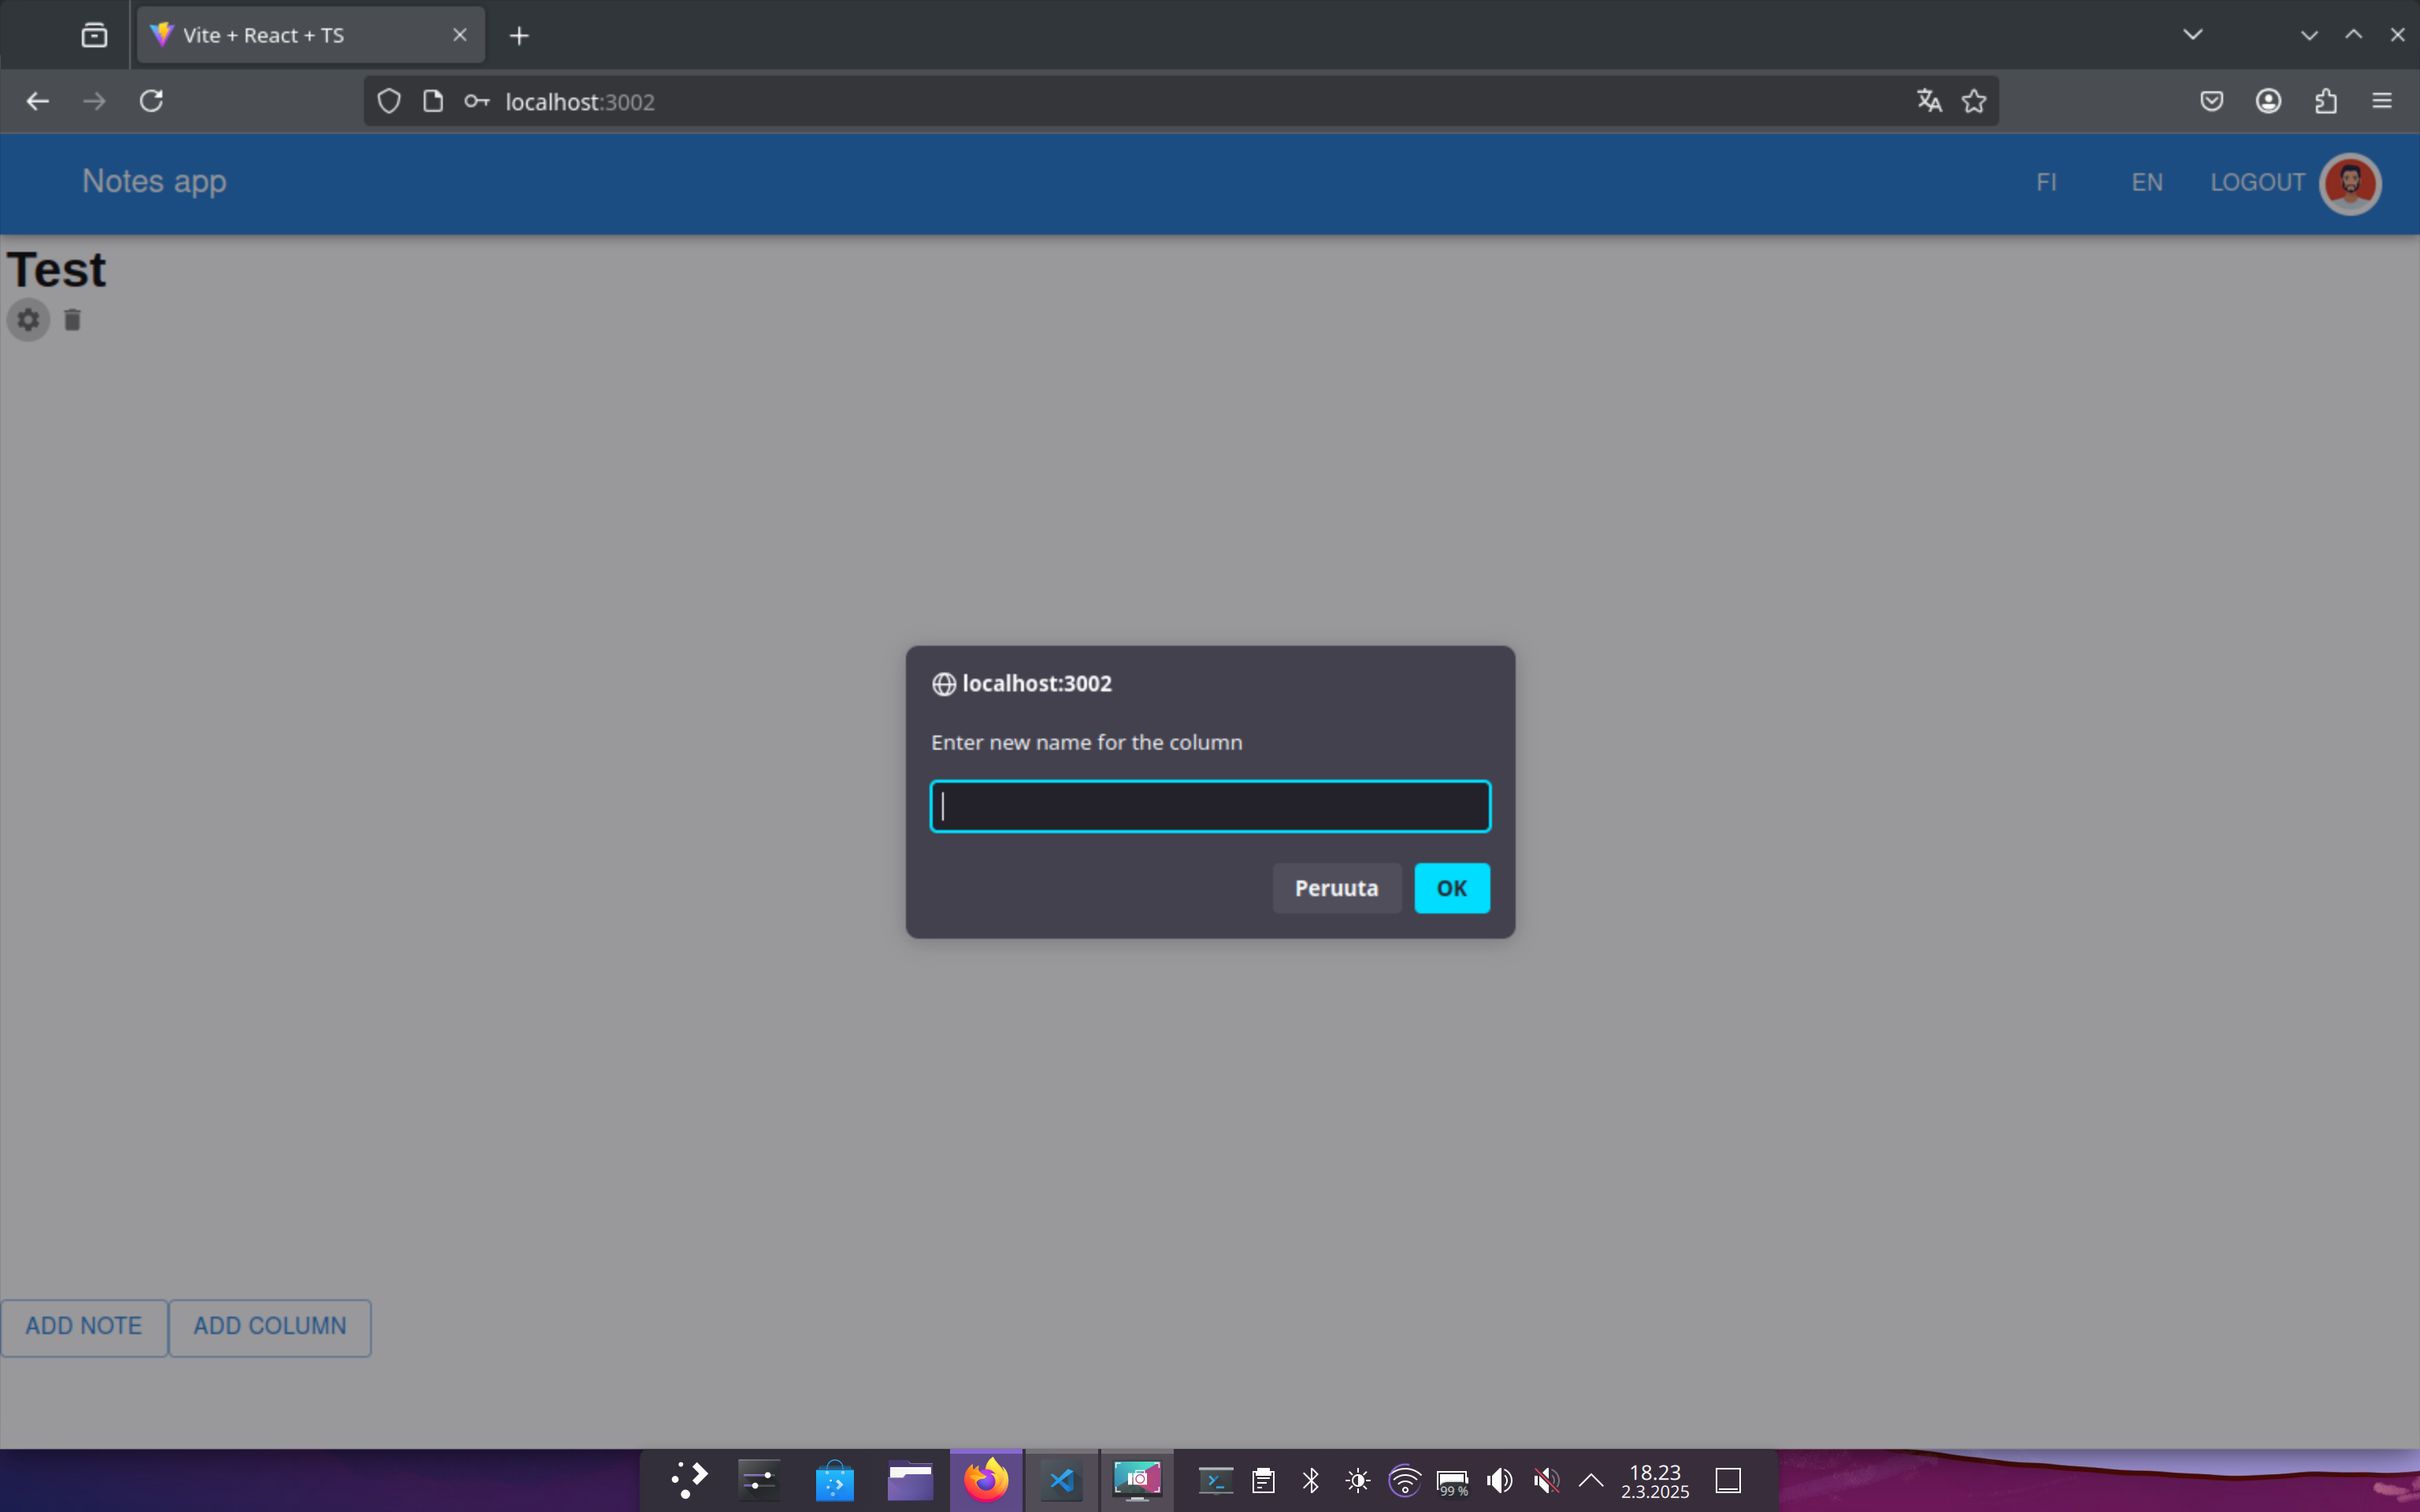 Vite + React + TS
localhost:3002
Notes app
FI
EN
LOGOUT
Test
localhost:3002
Enter new name for the column
Peruuta
OK
ADD NOTE
ADD COLUMN
99 %
18.23
2.3.2025